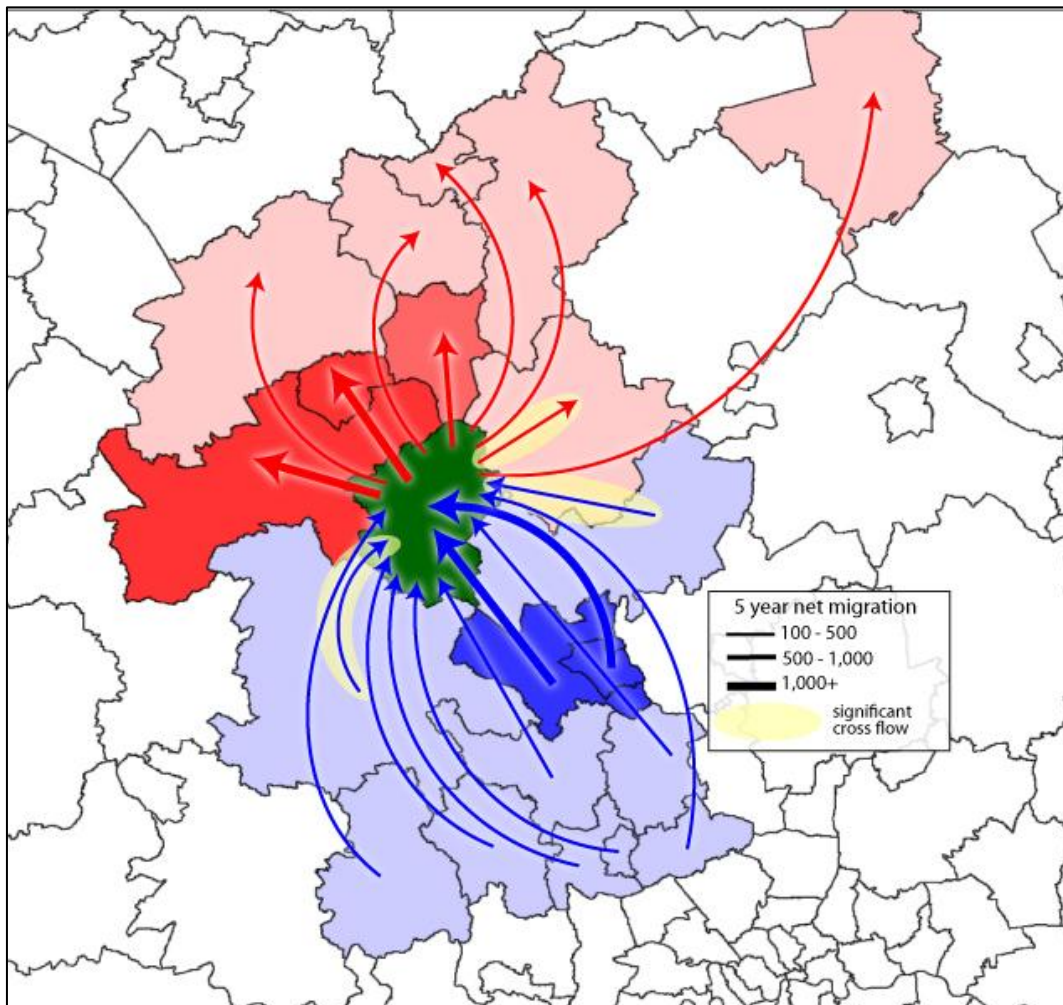 5 year net migration
100 - 500
500 - 1,000
1,000+
significant
cross flow